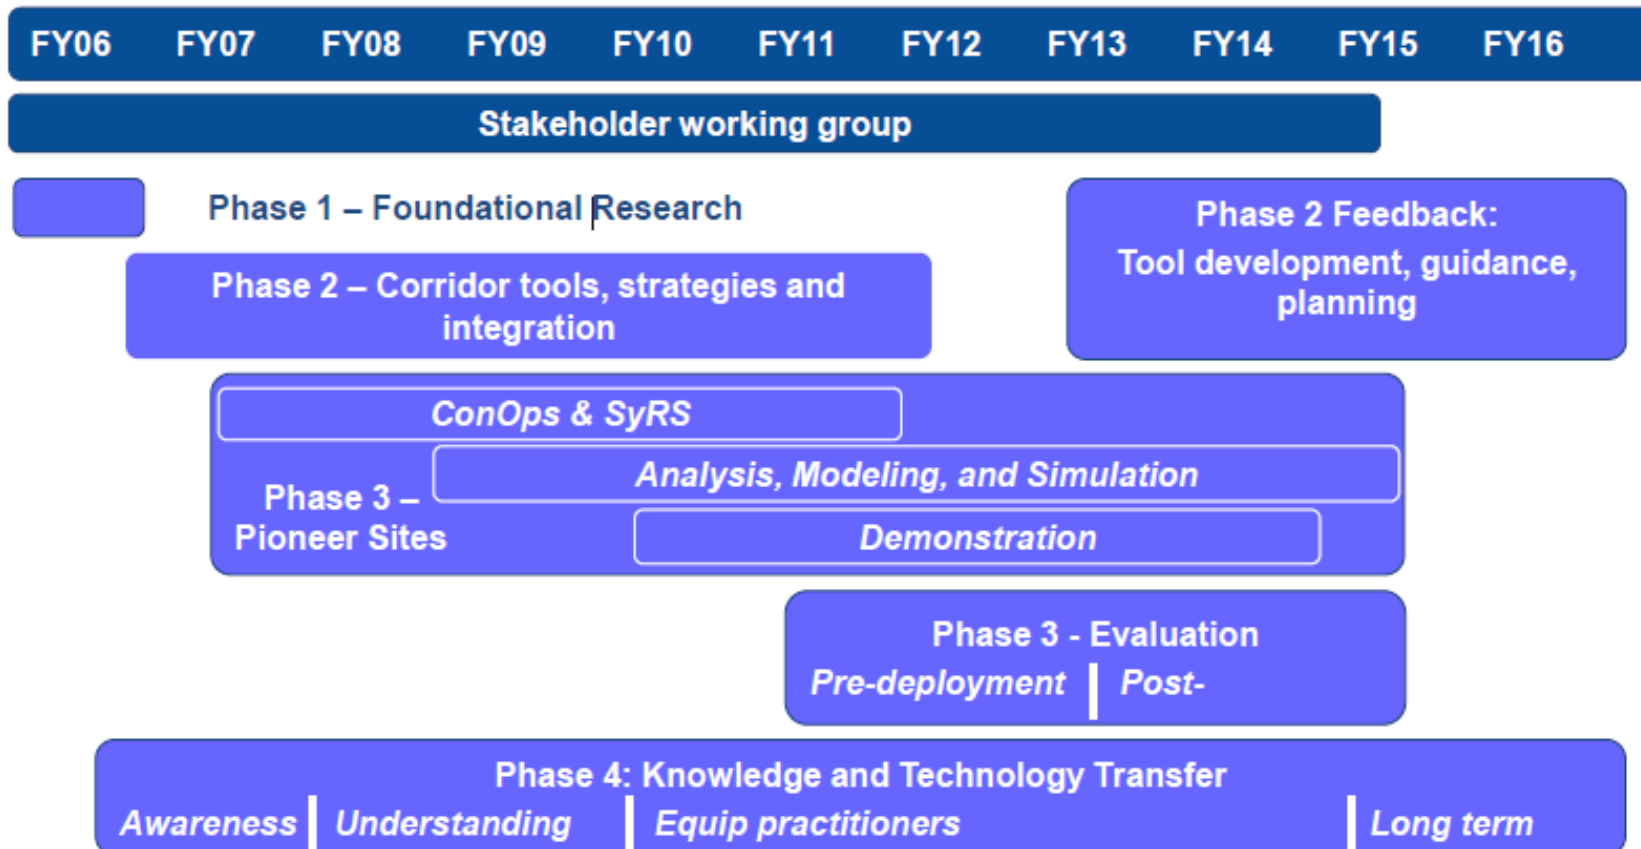 FY06 FY07 FY08 FY09 FY10 FY11 FY12 FY13 FY14 FY15 FY16
Stakeholder working group
Phase 1 – Foundational Research
Phase 2 Feedback:
Tool development, guidance,
planning
Phase 2 – Corridor tools, strategies and
integration
ConOps & SyRS
Analysis, Modeling, and Simulation
Phase 3 –
Pioneer Sites
Demonstration
Phase 3 - Evaluation
Pre-deployment Post-
Phase 4: Knowledge and Technology Transfer
Awareness Understanding Equip practitioners Long term